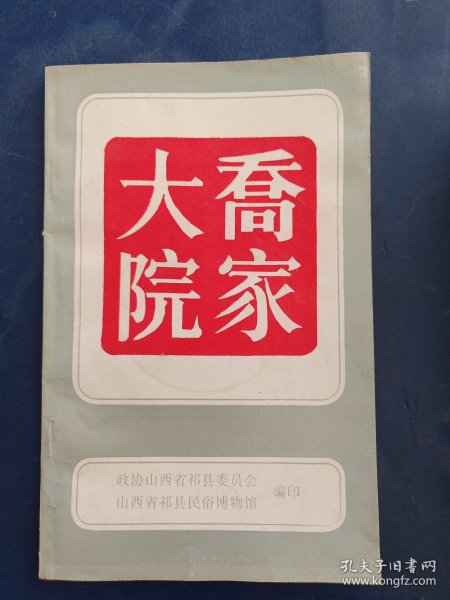 喬家
大院
政协山西省祁县委员会
山西省祁县民俗博物馆
编印
孔夫子旧书网
www.kongfz.com